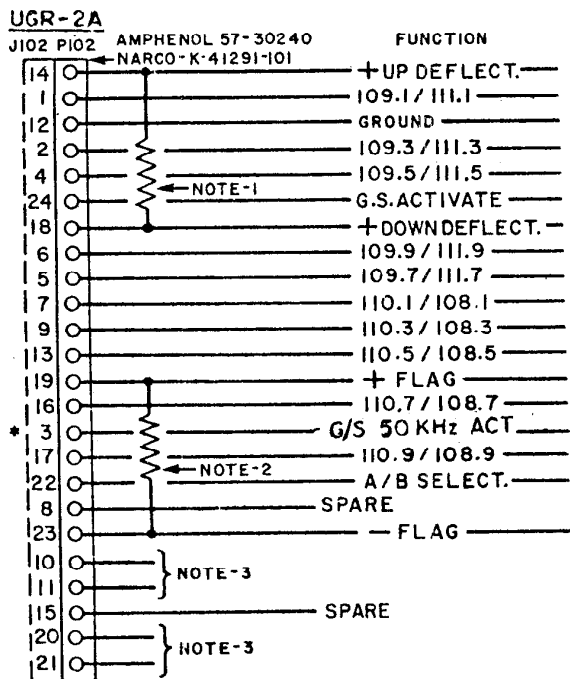 UGR-2A
J102 P102 AMPHENOL 57-30240 FUNCTION
NARCO-K-41291-101
14 +UP DEFLECT.
1 109.1/111.1
12 GROUND
2 109.3/111.3
4 109.5/111.5
NOTE-1
24 G.S.ACTIVATE
18 +DOWN DEFLECT.
6 109.9/111.9
5 109.7/111.7
7 110.1/108.1
9 110.3/108.3
13 110.5/108.5
19 + FLAG
16 110.7/108.7
* 3 G/S 50KHz ACT.
17 110.9/108.9
NOTE-2
22 A/B SELECT.
8 SPARE
23 - FLAG
10
NOTE-3
11
15 SPARE
20
NOTE-3
21